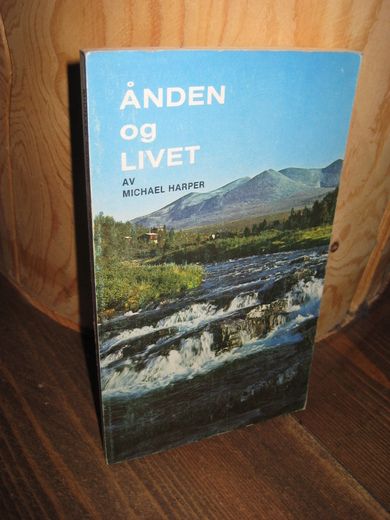 ÅNDEN
og
LIVET
AV
MICHAEL HARPER